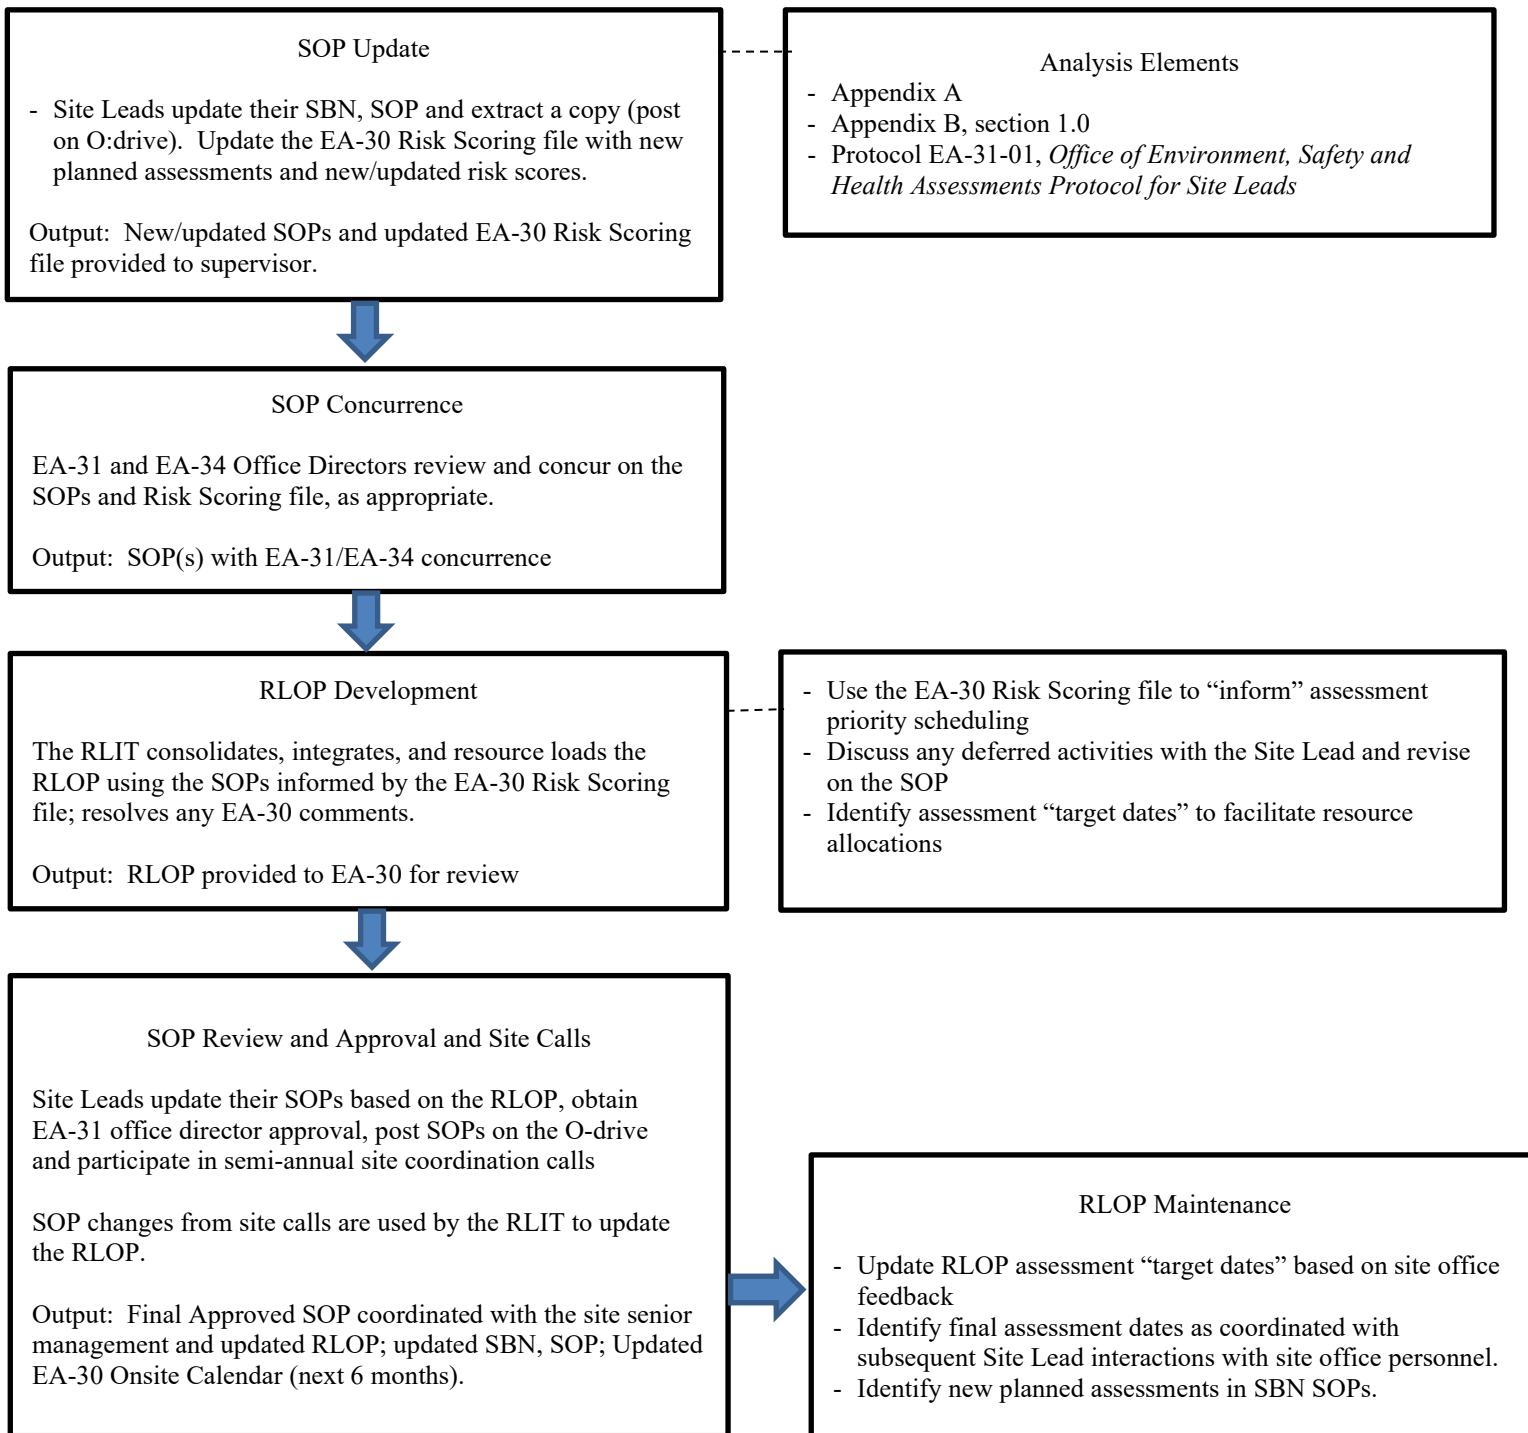 SOP Update
- Site Leads update their SBN, SOP and extract a copy (post
on O:drive).  Update the EA-30 Risk Scoring file with new
planned assessments and new/updated risk scores.
Output:  New/updated SOPs and updated EA-30 Risk Scoring
file provided to supervisor.
Analysis Elements
- Appendix A
- Appendix B, section 1.0
- Protocol EA-31-01, Office of Environment, Safety and
Health Assessments Protocol for Site Leads
SOP Concurrence
EA-31 and EA-34 Office Directors review and concur on the
SOPs and Risk Scoring file, as appropriate.
Output:  SOP(s) with EA-31/EA-34 concurrence
RLOP Development
The RLIT consolidates, integrates, and resource loads the
RLOP using the SOPs informed by the EA-30 Risk Scoring
file; resolves any EA-30 comments.
Output:  RLOP provided to EA-30 for review
- Use the EA-30 Risk Scoring file to “inform” assessment
priority scheduling
- Discuss any deferred activities with the Site Lead and revise
on the SOP
- Identify assessment “target dates” to facilitate resource
allocations
SOP Review and Approval and Site Calls
Site Leads update their SOPs based on the RLOP, obtain
EA-31 office director approval, post SOPs on the O-drive
and participate in semi-annual site coordination calls
SOP changes from site calls are used by the RLIT to update
the RLOP.
Output:  Final Approved SOP coordinated with the site senior
management and updated RLOP; updated SBN, SOP; Updated
EA-30 Onsite Calendar (next 6 months).
RLOP Maintenance
- Update RLOP assessment “target dates” based on site office
feedback
- Identify final assessment dates as coordinated with
subsequent Site Lead interactions with site office personnel.
- Identify new planned assessments in SBN SOPs.